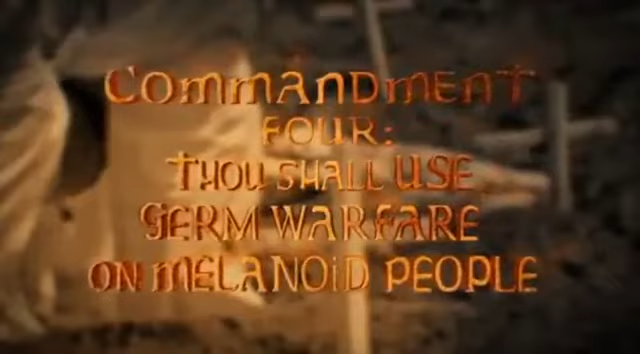 COMMANDMENT
FOUR:
THOU SHALL USE
GERM WARFARE
ON MELANOID PEOPLE